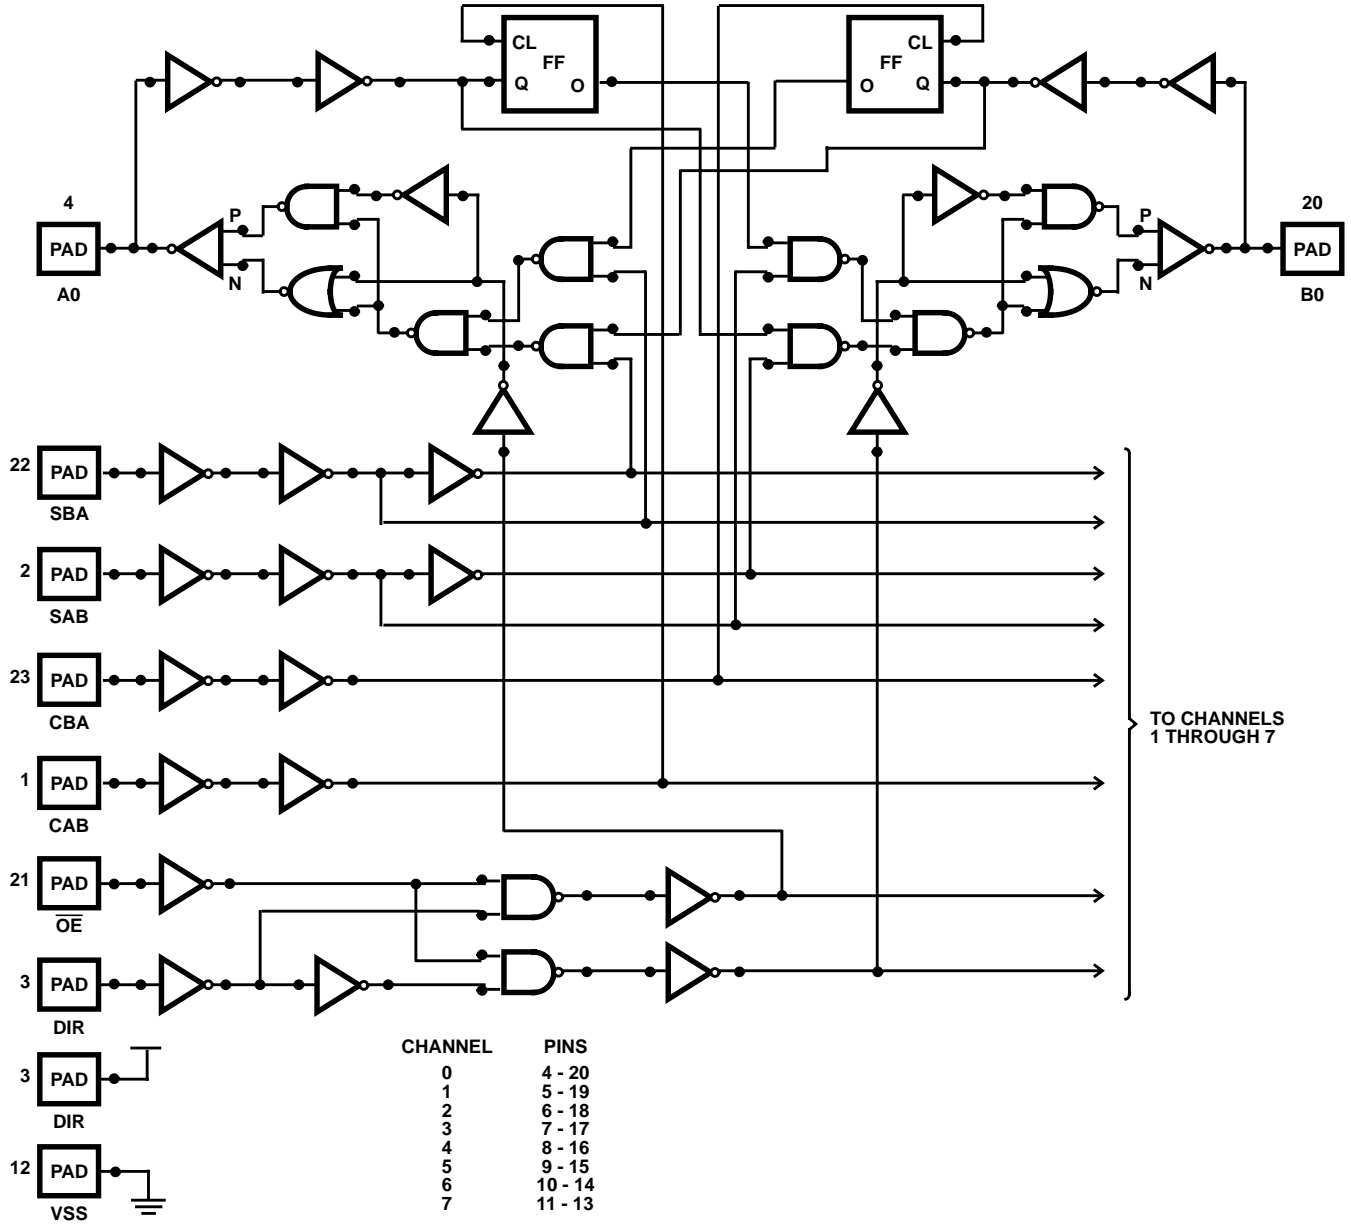 CL
FF
Q
O
CL
FF
O
Q
4
PAD
A0
P
N
P
N
20
PAD
B0
22
PAD
SBA
2
PAD
SAB
23
PAD
CBA
1
PAD
CAB
21
PAD
OE
3
PAD
DIR
3
PAD
DIR
12
PAD
VSS
TO CHANNELS
1 THROUGH 7
CHANNEL PINS
0 4 - 20
1 5 - 19
2 6 - 18
3 7 - 17
4 8 - 16
5 9 - 15
6 10 - 14
7 11 - 13